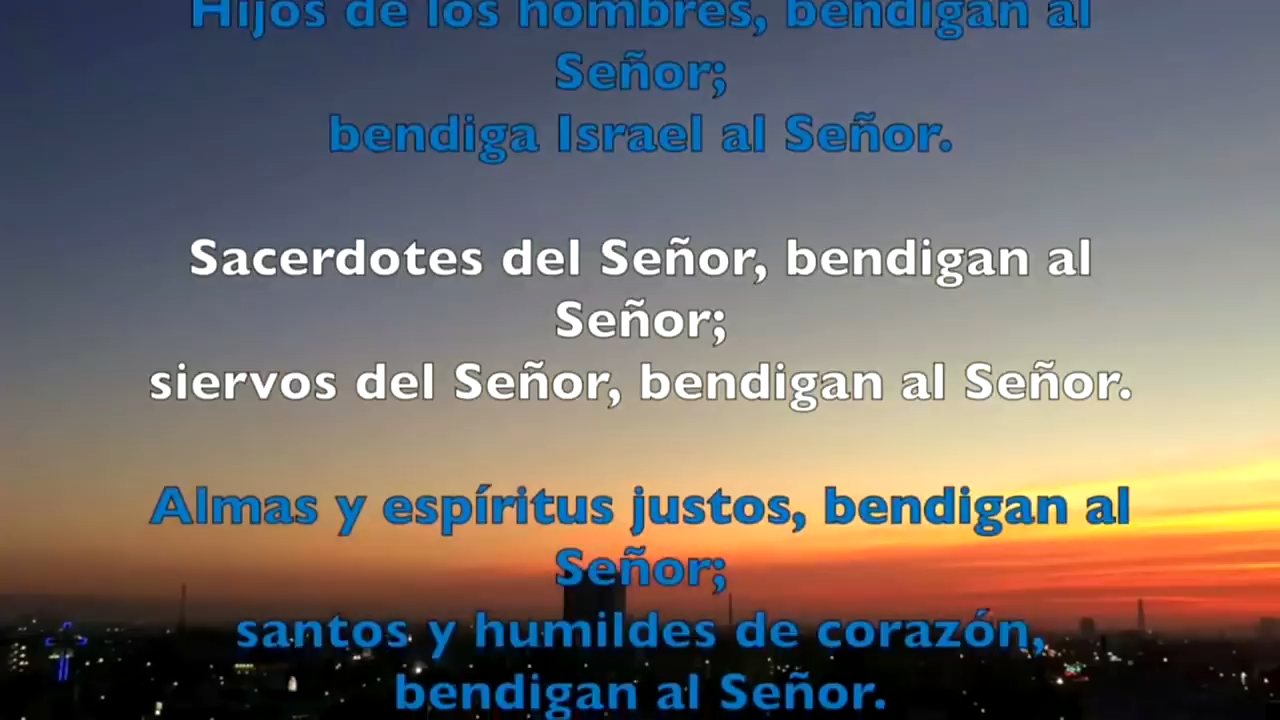 Hijos de los hombres, bendigan al
Señor;
bendiga Israel al Señor.
Sacerdotes del Señor, bendigan al
Señor;
siervos del Señor, bendigan al Señor.
Almas y espíritus justos, bendigan al
Señor;
santos y humildes de corazón,
bendigan al Señor.